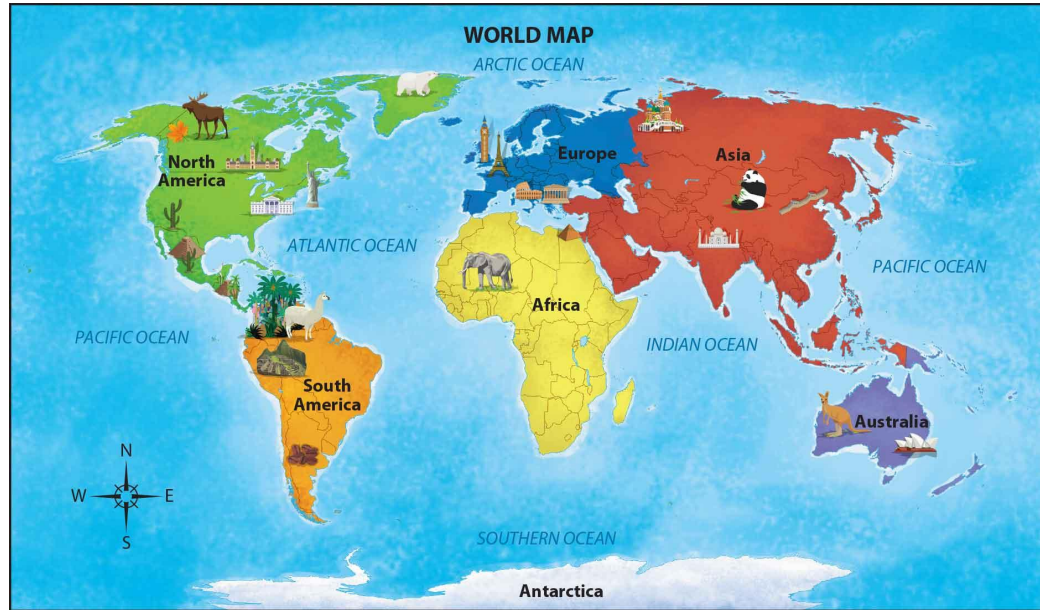 WORLD MAP
ARCTIC OCEAN
North
America
Europe
Asia
ATLANTIC OCEAN
PACIFIC OCEAN
Africa
PACIFIC OCEAN
INDIAN OCEAN
South
America
Australia
N
W
E
S
SOUTHERN OCEAN
Antarctica